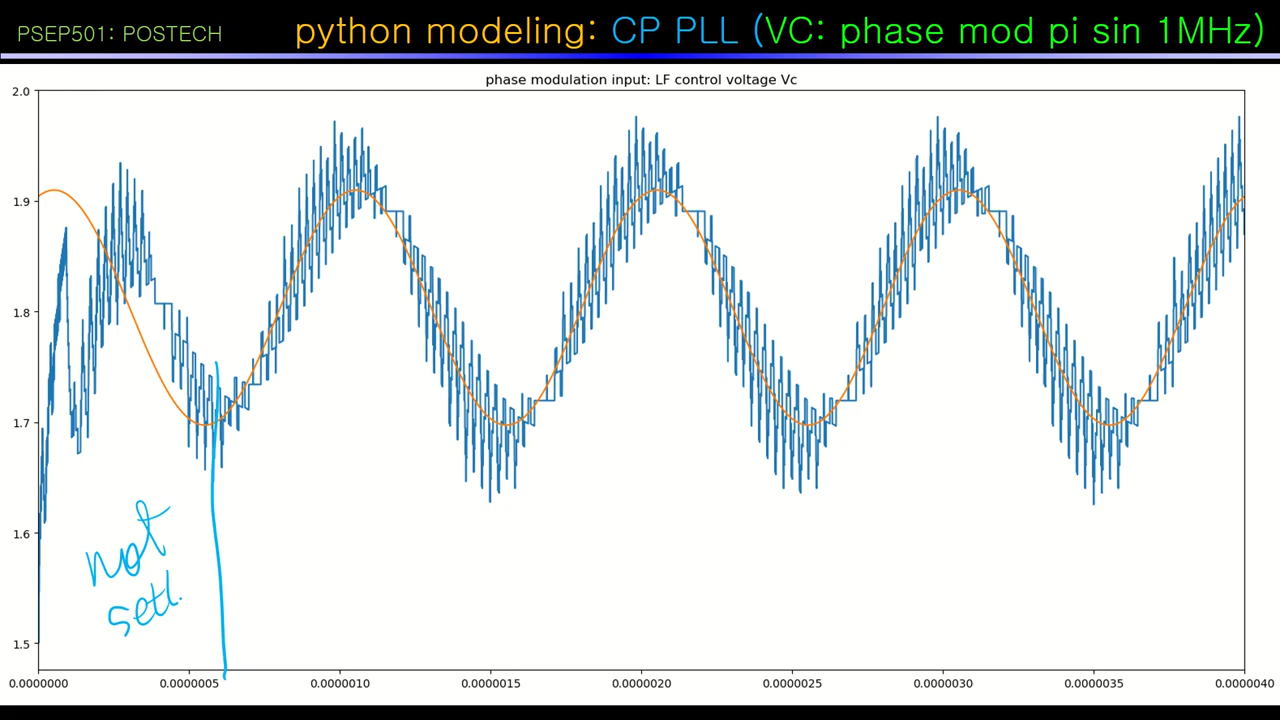 PSEP501: POSTECH
python modeling: CP PLL (VC: phase mod pi sin 1MHz)
phase modulation input: LF control voltage Vc
2.0
1.9
1.8
1.7
1.6
1.5
not
setl.
0.0000000 0.0000005 0.0000010 0.0000015 0.0000020 0.0000025 0.0000030 0.0000035 0.0000040